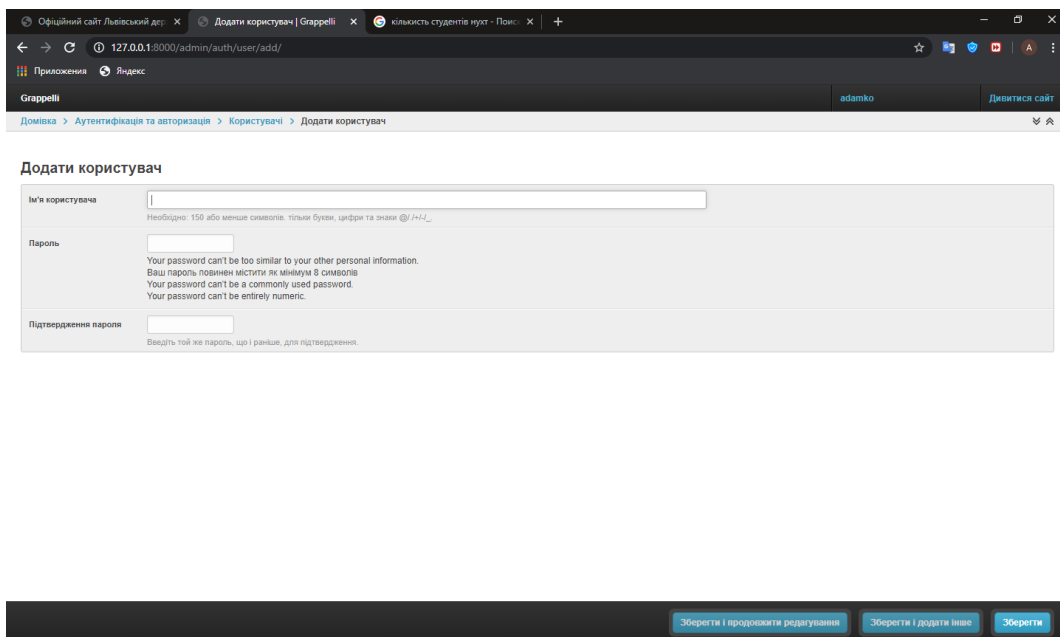 Офіційний сайт Львівський дер
Додати користувач | Grappelli
кількисть студентів нухт - Поиск
127.0.0.1:8000/admin/auth/user/add/
A
Приложения Яндекс
Grappelli adamko Дивитися сайт
Домівка > Аутентифікація та авторизація > Користувачі > Додати користувач
Додати користувач
Ім'я користувача
Необхідно: 150 або менше символів. тільки букви, цифри та знаки @/./+/-/_
Пароль
Your password can't be too similar to your other personal information.
Ваш пароль повинен містити як мінімум 8 символів
Your password can't be a commonly used password.
Your password can't be entirely numeric.
Підтвердження пароля
Введіть той же пароль, що і раніше, для підтвердження.
Зберегти і продовжити редагування Зберегти і додати інше Зберегти